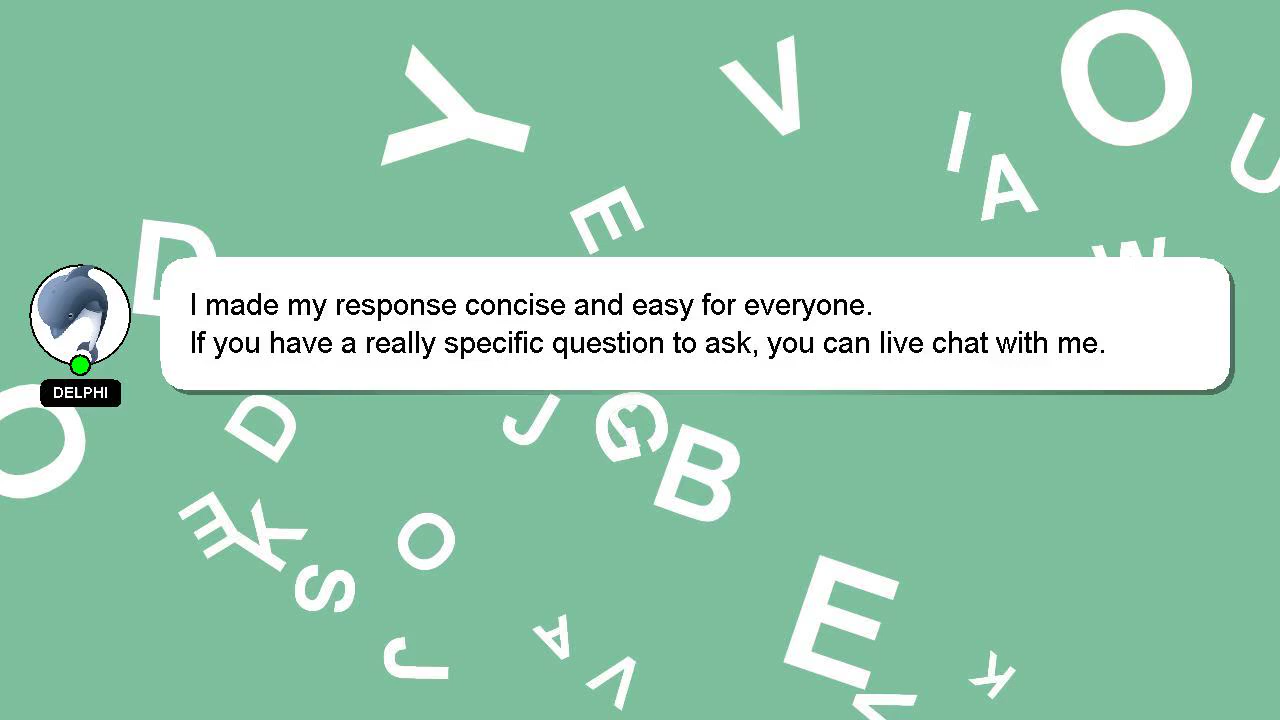 Y
V
O
I
A
U
E
D
W
I made my response concise and easy for everyone.
If you have a really specific question to ask, you can live chat with me.
DELPHI
O
D
J
G
B
E
K
O
S
E
J
A
V
K
V